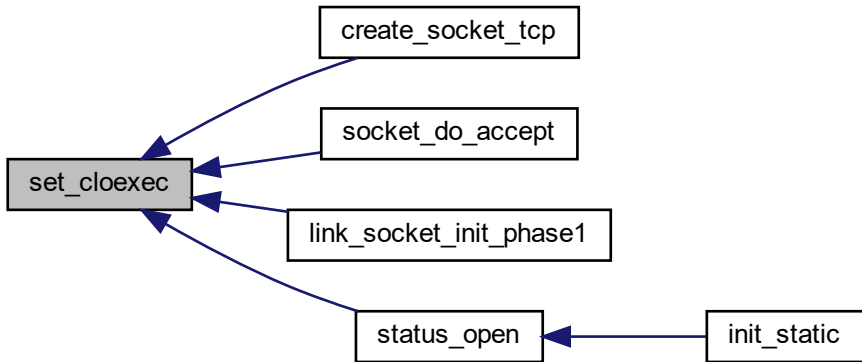 create_socket_tcp
socket_do_accept
set_cloexec
link_socket_init_phase1
status_open
init_static